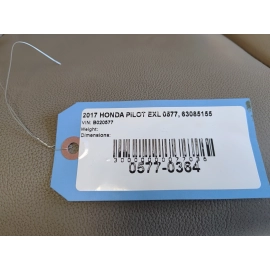 2017 HONDA PILOT EXL 0577, 63085155
VIN: B020577
Weight:
Dimensions:
0577-0364